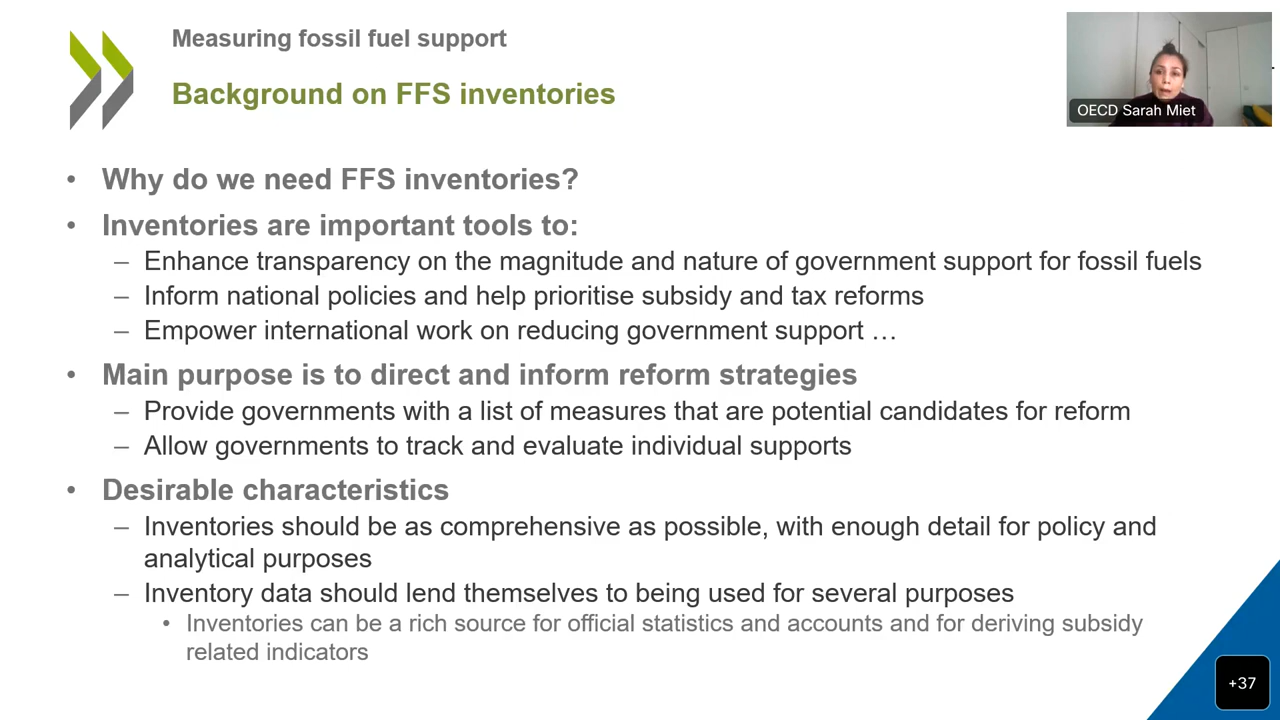 Measuring fossil fuel support
Background on FFS inventories
OECD Sarah Miet
• Why do we need FFS inventories?
• Inventories are important tools to:
– Enhance transparency on the magnitude and nature of government support for fossil fuels
– Inform national policies and help prioritise subsidy and tax reforms
– Empower international work on reducing government support …
• Main purpose is to direct and inform reform strategies
– Provide governments with a list of measures that are potential candidates for reform
– Allow governments to track and evaluate individual supports
• Desirable characteristics
– Inventories should be as comprehensive as possible, with enough detail for policy and
analytical purposes
– Inventory data should lend themselves to being used for several purposes
• Inventories can be a rich source for official statistics and accounts and for deriving subsidy
related indicators
+37